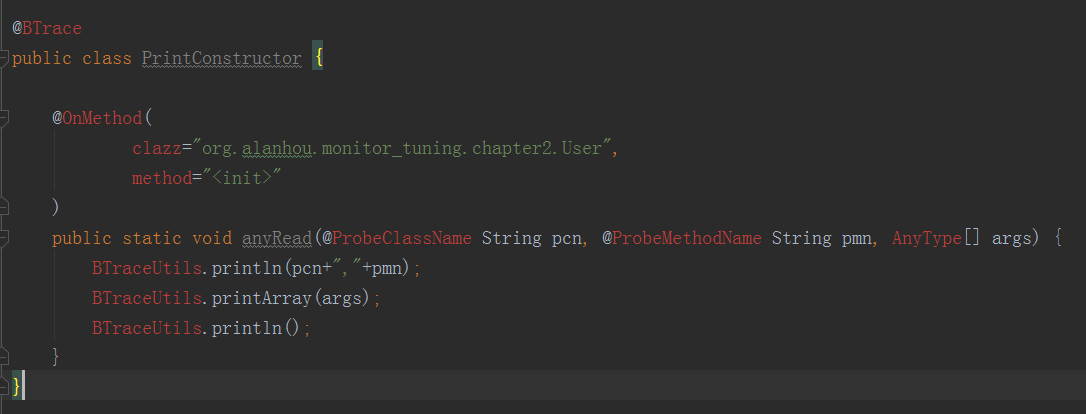 @BTrace
public class PrintConstructor {
@OnMethod(
clazz="org.alanhou.monitor_tuning.chapter2.User",
method="<init>"
)
public static void anyRead(@ProbeClassName String pcn, @ProbeMethodName String pmn, AnyType[] args) {
BTraceUtils.println(pcn+","+pmn);
BTraceUtils.printArray(args);
BTraceUtils.println();
}
}